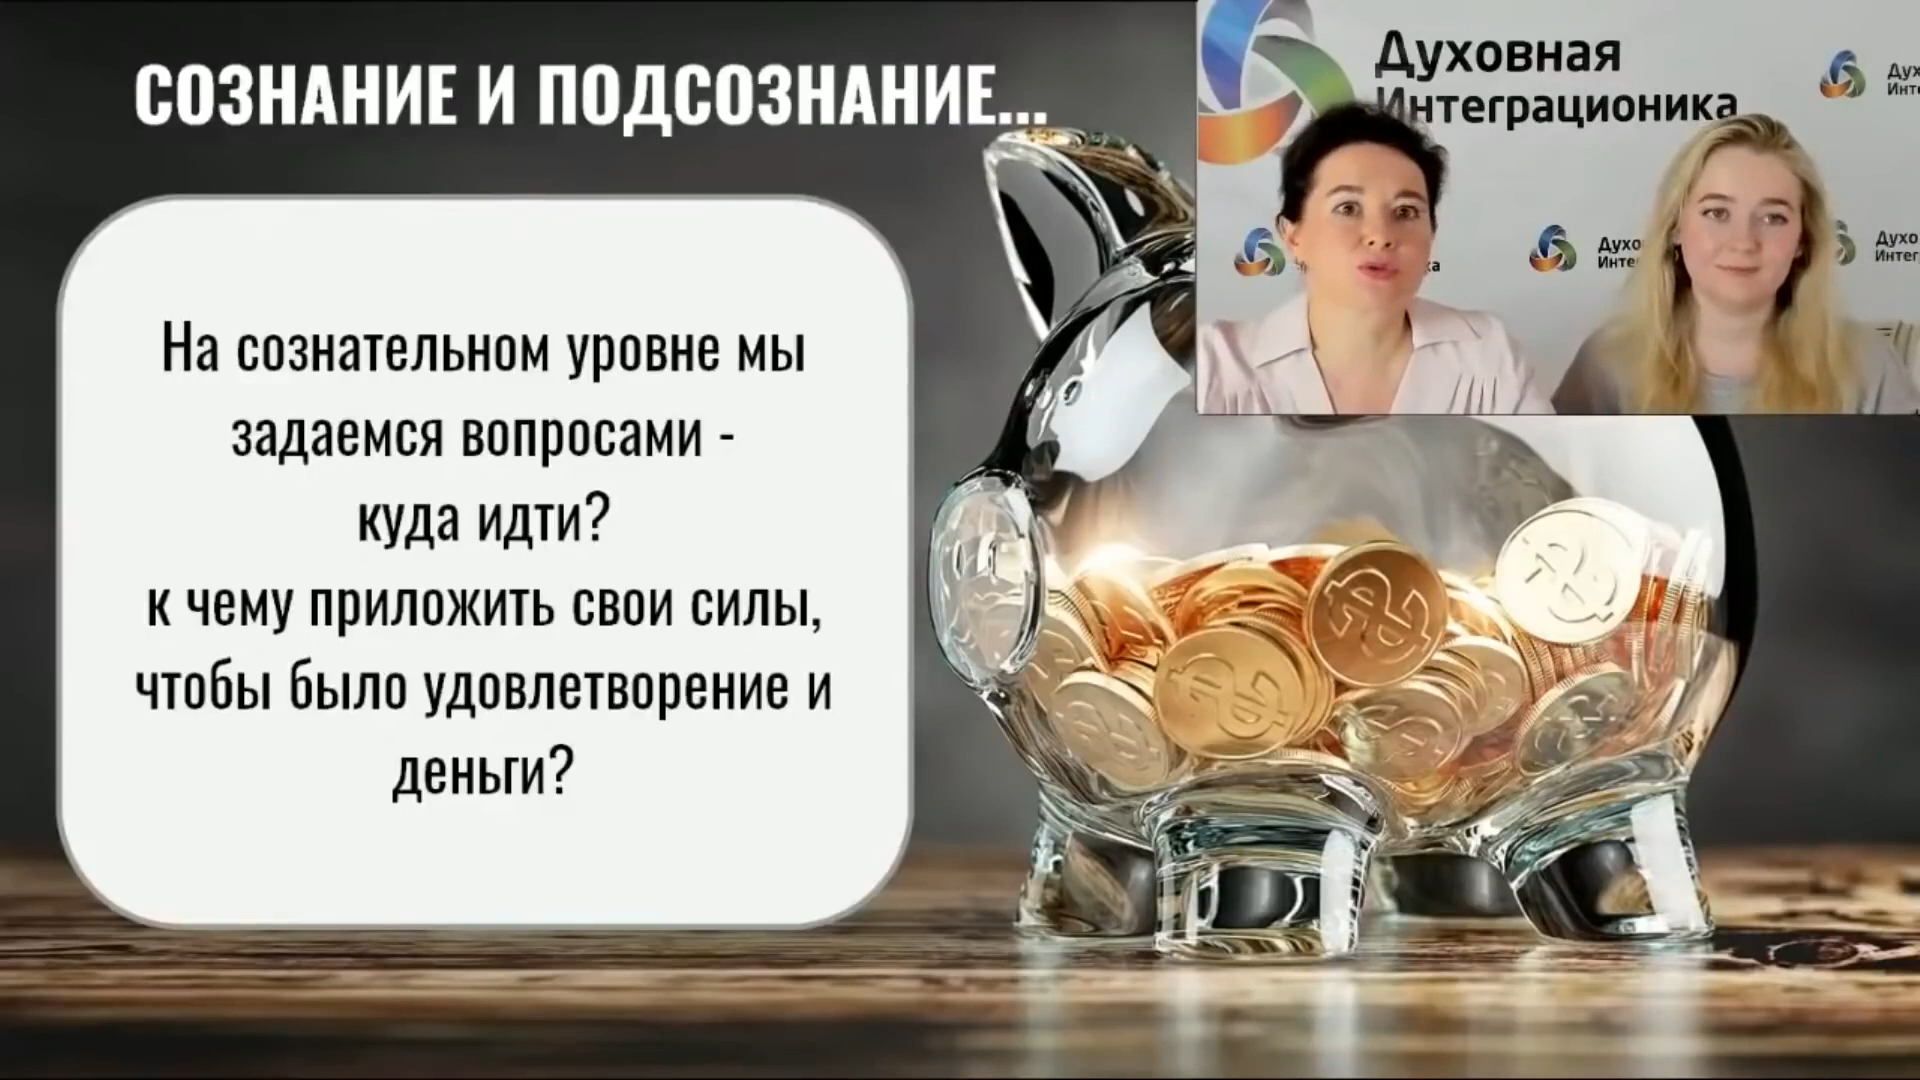 СОЗНАНИЕ И ПОДСОЗНАНИЕ...
На сознательном уровне мы
задаемся вопросами -
куда идти?
к чему приложить свои силы,
чтобы было удовлетворение и
деньги?
Духовная
Интеграционика